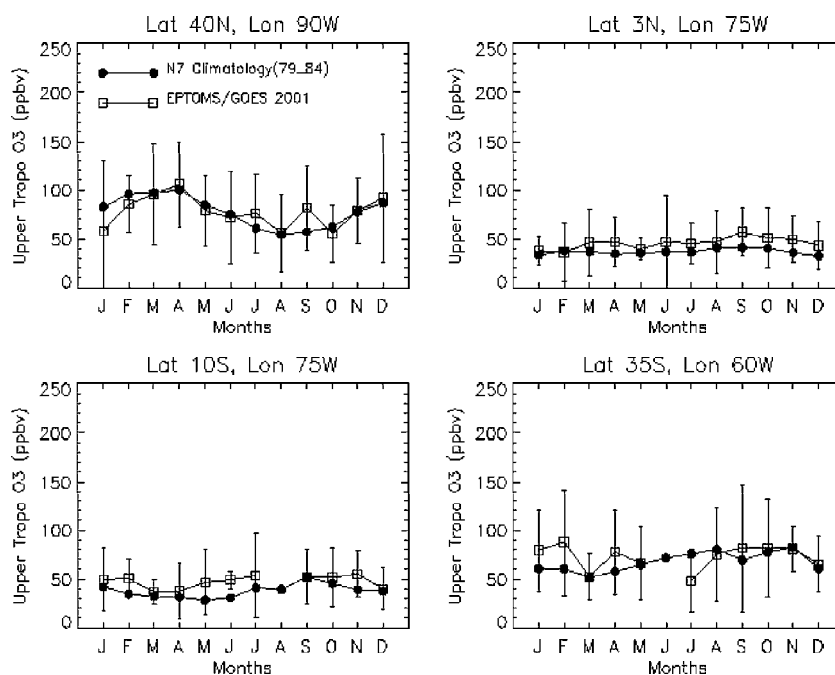 Lat 40N, Lon 90W
Upper Tropo O3 (ppbv)
250
200
150
100
50
0
N7 Climatology(79_84)
EPTOMS/GOES 2001
J F M A M J J A S O N D
Months
Lat 3N, Lon 75W
Upper Tropo O3 (ppbv)
250
200
150
100
50
0
J F M A M J J A S O N D
Months
Lat 10S, Lon 75W
Upper Tropo O3 (ppbv)
250
200
150
100
50
0
J F M A M J J A S O N D
Months
Lat 35S, Lon 60W
Upper Tropo O3 (ppbv)
250
200
150
100
50
0
J F M A M J J A S O N D
Months